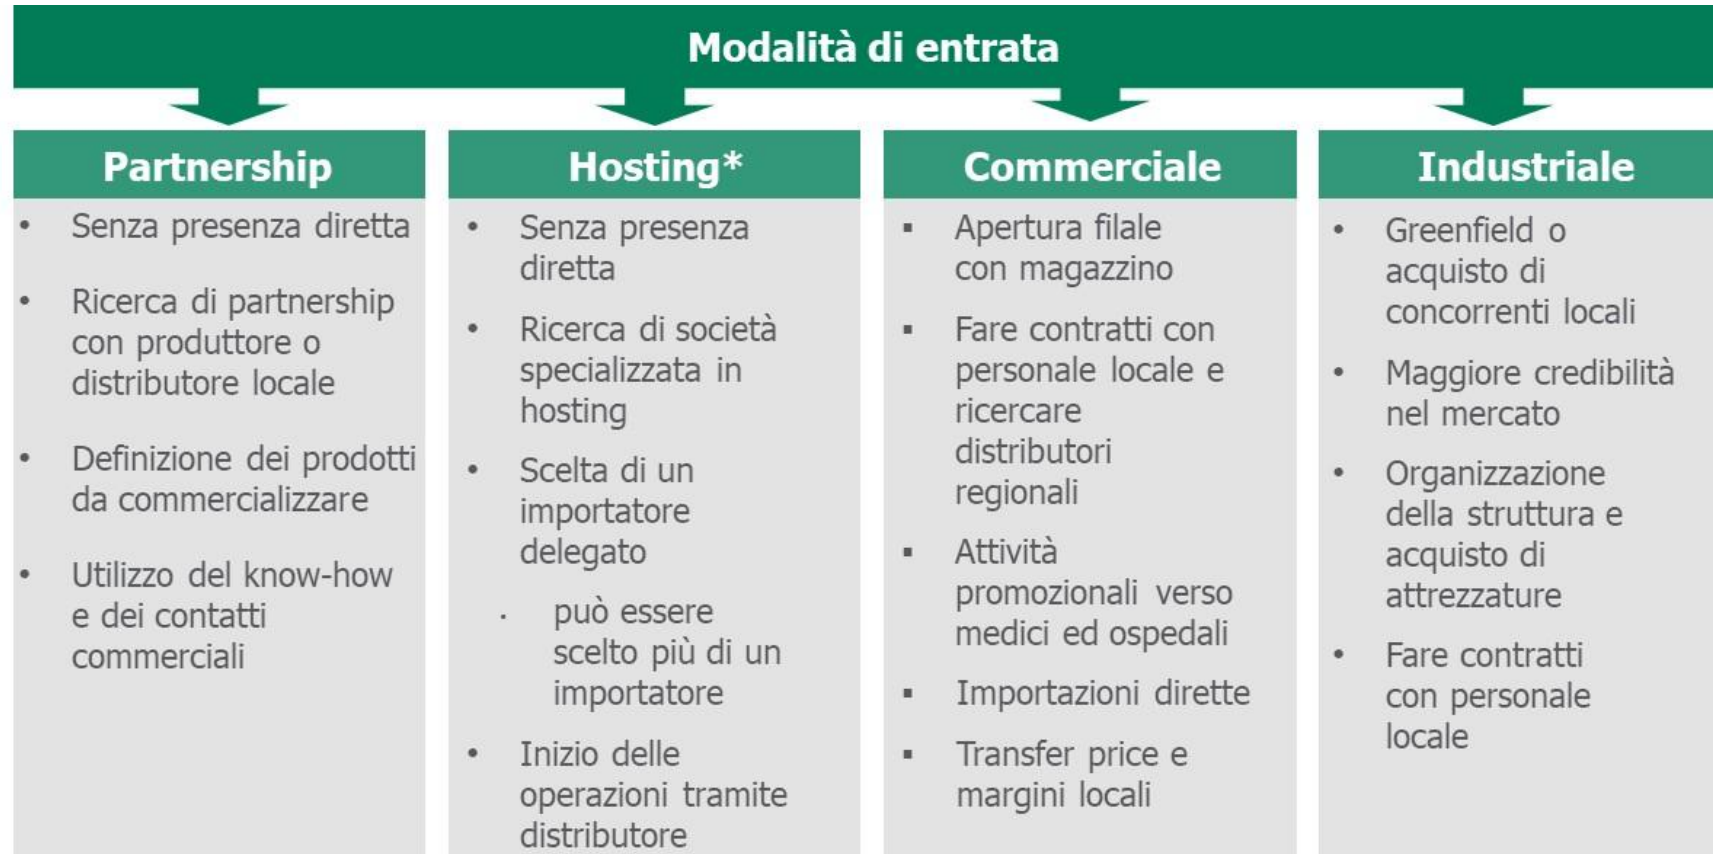 Modalità di entrata
Partnership
• Senza presenza diretta
• Ricerca di partnership
con produttore o
distributore locale
• Definizione dei prodotti
da commercializzare
• Utilizzo del know-how
e dei contatti
commerciali
Hosting*
• Senza presenza
diretta
• Ricerca di società
specializzata in
hosting
• Scelta di un
importatore
delegato
· può essere
scelto più di un
importatore
• Inizio delle
operazioni tramite
distributore
Commerciale
▪ Apertura filale
con magazzino
▪ Fare contratti con
personale locale e
ricercare
distributori
regionali
▪ Attività
promozionali verso
medici ed ospedali
▪ Importazioni dirette
▪ Transfer price e
margini locali
Industriale
• Greenfield o
acquisto di
concorrenti locali
• Maggiore credibilità
nel mercato
• Organizzazione
della struttura e
acquisto di
attrezzature
• Fare contratti
con personale
locale